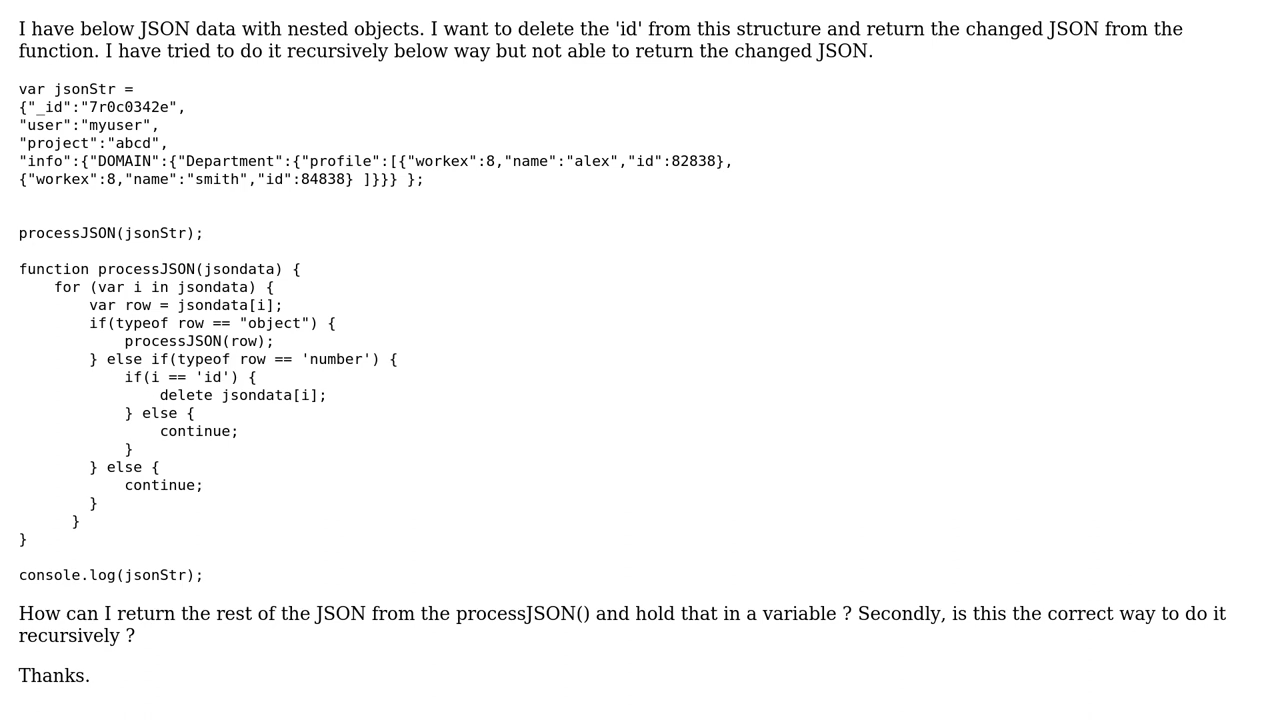 I have below JSON data with nested objects. I want to delete the 'id' from this structure and return the changed JSON from the
function. I have tried to do it recursively below way but not able to return the changed JSON.
var jsonStr =
{"_id":"7r0c0342e",
"user":"myuser",
"project":"abcd",
"info":{"DOMAIN":{"Department":{"profile":[{"workex":8,"name":"alex","id":82838},
{"workex":8,"name":"smith","id":84838} ]}}} };
processJSON(jsonStr);
function processJSON(jsondata) {
    for (var i in jsondata) {
        var row = jsondata[i];
        if(typeof row == "object") {
            processJSON(row);
        } else if(typeof row == 'number') {
            if(i == 'id') {
                delete jsondata[i];
            } else {
                continue;
            }
        } else {
            continue;
        }
      }
}
console.log(jsonStr);
How can I return the rest of the JSON from the processJSON() and hold that in a variable ? Secondly, is this the correct way to do it
recursively ?
Thanks.